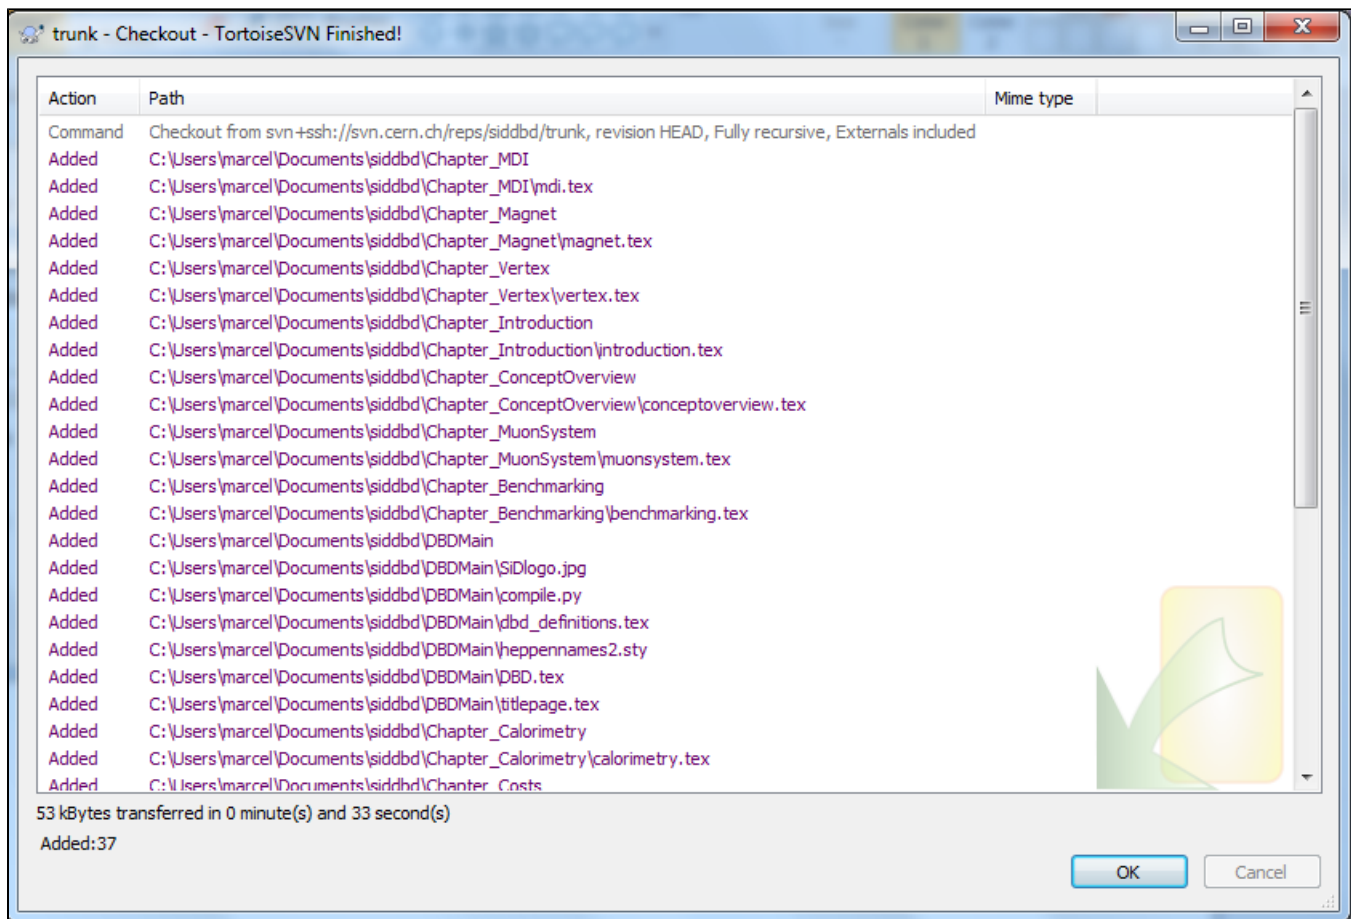 trunk - Checkout - TortoiseSVN Finished!
Action Path Mime type
Command Checkout from svn+ssh://svn.cern.ch/reps/siddbd/trunk, revision HEAD, Fully recursive, Externals included
Added C:\Users\marcel\Documents\siddbd\Chapter_MDI
Added C:\Users\marcel\Documents\siddbd\Chapter_MDI\mdi.tex
Added C:\Users\marcel\Documents\siddbd\Chapter_Magnet
Added C:\Users\marcel\Documents\siddbd\Chapter_Magnet\magnet.tex
Added C:\Users\marcel\Documents\siddbd\Chapter_Vertex
Added C:\Users\marcel\Documents\siddbd\Chapter_Vertex\vertex.tex
Added C:\Users\marcel\Documents\siddbd\Chapter_Introduction
Added C:\Users\marcel\Documents\siddbd\Chapter_Introduction\introduction.tex
Added C:\Users\marcel\Documents\siddbd\Chapter_ConceptOverview
Added C:\Users\marcel\Documents\siddbd\Chapter_ConceptOverview\conceptoverview.tex
Added C:\Users\marcel\Documents\siddbd\Chapter_MuonSystem
Added C:\Users\marcel\Documents\siddbd\Chapter_MuonSystem\muonsystem.tex
Added C:\Users\marcel\Documents\siddbd\Chapter_Benchmarking
Added C:\Users\marcel\Documents\siddbd\Chapter_Benchmarking\benchmarking.tex
Added C:\Users\marcel\Documents\siddbd\DBDMain
Added C:\Users\marcel\Documents\siddbd\DBDMain\SiDlogo.jpg
Added C:\Users\marcel\Documents\siddbd\DBDMain\compile.py
Added C:\Users\marcel\Documents\siddbd\DBDMain\dbd_definitions.tex
Added C:\Users\marcel\Documents\siddbd\DBDMain\heppennames2.sty
Added C:\Users\marcel\Documents\siddbd\DBDMain\DBD.tex
Added C:\Users\marcel\Documents\siddbd\DBDMain\titlepage.tex
Added C:\Users\marcel\Documents\siddbd\Chapter_Calorimetry
Added C:\Users\marcel\Documents\siddbd\Chapter_Calorimetry\calorimetry.tex
Added C:\Users\marcel\Documents\siddbd\Chapter_Costs
53 kBytes transferred in 0 minute(s) and 33 second(s)
Added:37
OK Cancel